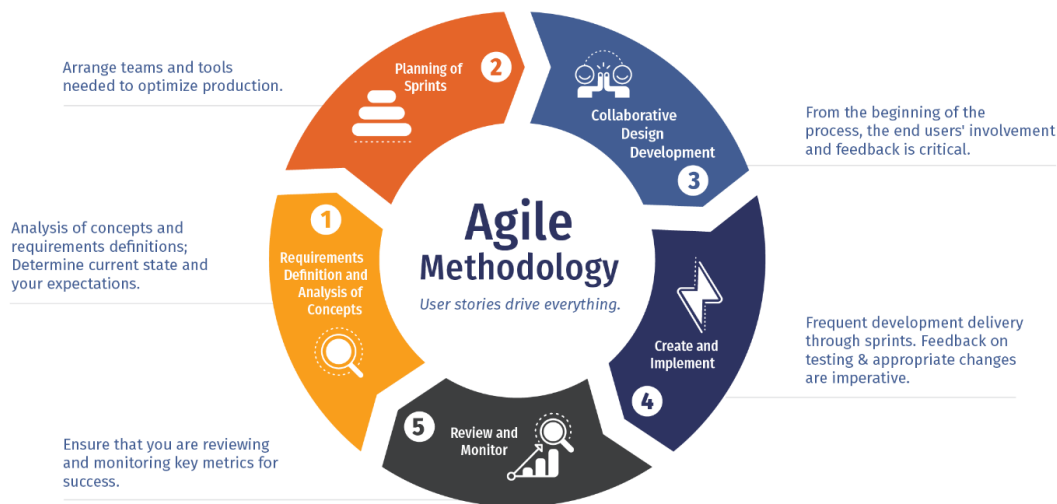 Agile
Methodology
User stories drive everything.
1
Requirements
Definition and
Analysis of
Concepts
Analysis of concepts and
requirements definitions;
Determine current state and
your expectations.
2
Planning of
Sprints
Arrange teams and tools
needed to optimize production.
Collaborative
Design
Development
3
From the beginning of the
process, the end users' involvement
and feedback is critical.
Create and
Implement
4
Frequent development delivery
through sprints. Feedback on
testing & appropriate changes
are imperative.
5
Review and
Monitor
Ensure that you are reviewing
and monitoring key metrics for
success.